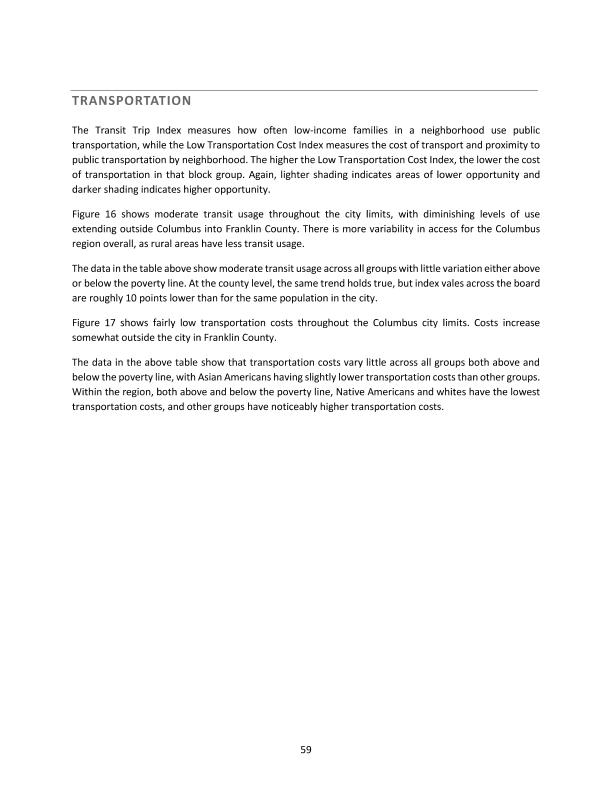 TRANSPORTATION
The Transit Trip Index measures how often low-income families in a neighborhood use public
transportation, while the Low Transportation Cost Index measures the cost of transport and proximity to
public transportation by neighborhood. The higher the Low Transportation Cost Index, the lower the cost
of transportation in that block group. Again, lighter shading indicates areas of lower opportunity and
darker shading indicates higher opportunity.
Figure 16 shows moderate transit usage throughout the city limits, with diminishing levels of use
extending outside Columbus into Franklin County. There is more variability in access for the Columbus
region overall, as rural areas have less transit usage.
The data in the table above show moderate transit usage across all groups with little variation either above
or below the poverty line. At the county level, the same trend holds true, but index vales across the board
are roughly 10 points lower than for the same population in the city.
Figure 17 shows fairly low transportation costs throughout the Columbus city limits. Costs increase
somewhat outside the city in Franklin County.
The data in the above table show that transportation costs vary little across all groups both above and
below the poverty line, with Asian Americans having slightly lower transportation costs than other groups.
Within the region, both above and below the poverty line, Native Americans and whites have the lowest
transportation costs, and other groups have noticeably higher transportation costs.
59